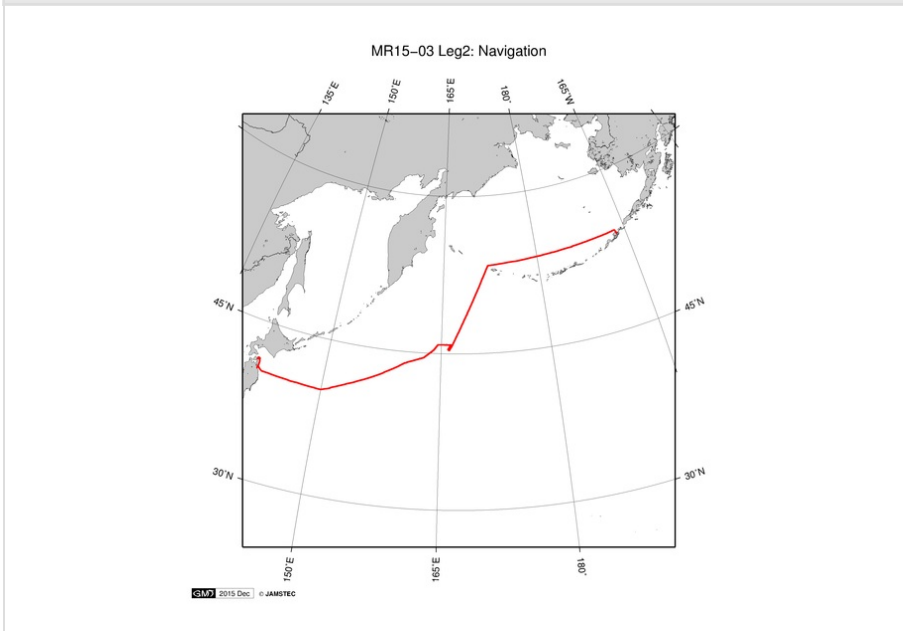 MR15−03 Leg2: Navigation
135˚E
150˚E
165˚E
180˚
165˚W
45˚N
45˚N
30˚N
30˚N
150˚E
165˚E
180˚
GMD 2015 Dec © JAMSTEC